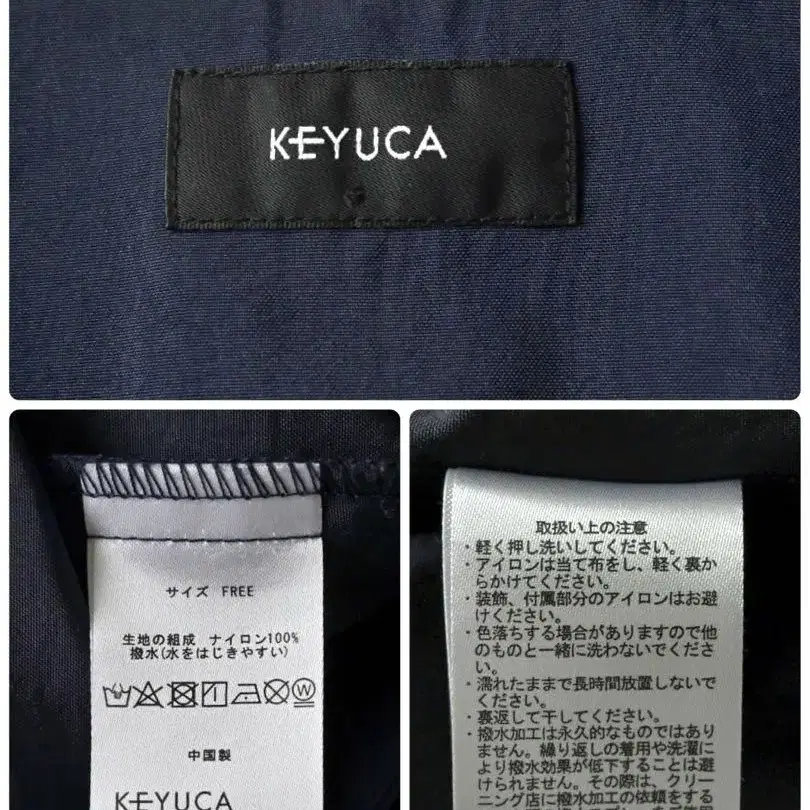 KEYUCA
サイズ FREE
生地の組成 ナイロン100%
撥水(水をはじきやすい)
中国製
KEYUCA
取扱い上の注意
・軽く押し洗いしてください。
・アイロンは当て布をし、軽く裏か
らかけてください。
・装飾、付属部分のアイロンはお避
けください。
・色落ちする場合がありますので他
のものと一緒に洗わないでくださ
い。
・濡れたままで長時間放置しないで
ください。
・裏返して干してください。
・撥水加工は永久的なものではあり
ません。繰り返しの着用や洗濯に
より撥水効果が低下することは避
けられません。その際は、クリー
ニング店に撥水加工の依頼をする